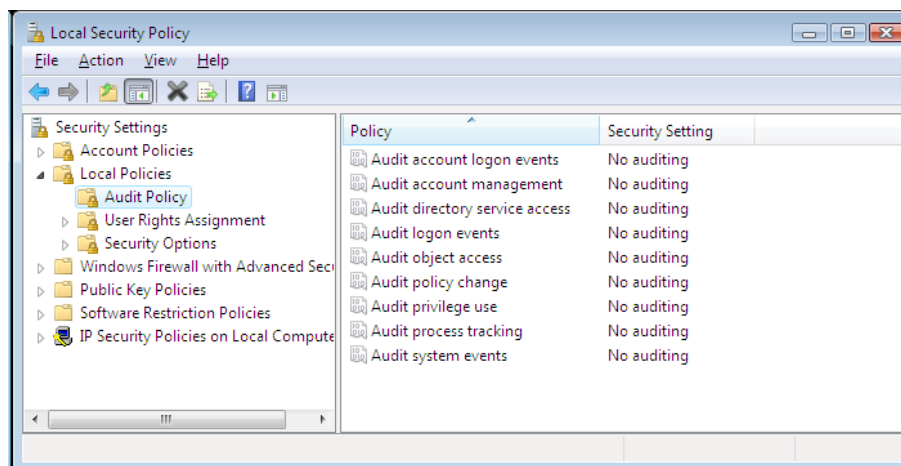 Local Security Policy
File Action View Help
Security Settings
Account Policies
Local Policies
Audit Policy
User Rights Assignment
Security Options
Windows Firewall with Advanced Secu
Public Key Policies
Software Restriction Policies
IP Security Policies on Local Compute
Policy Security Setting
Audit account logon events No auditing
Audit account management No auditing
Audit directory service access No auditing
Audit logon events No auditing
Audit object access No auditing
Audit policy change No auditing
Audit privilege use No auditing
Audit process tracking No auditing
Audit system events No auditing